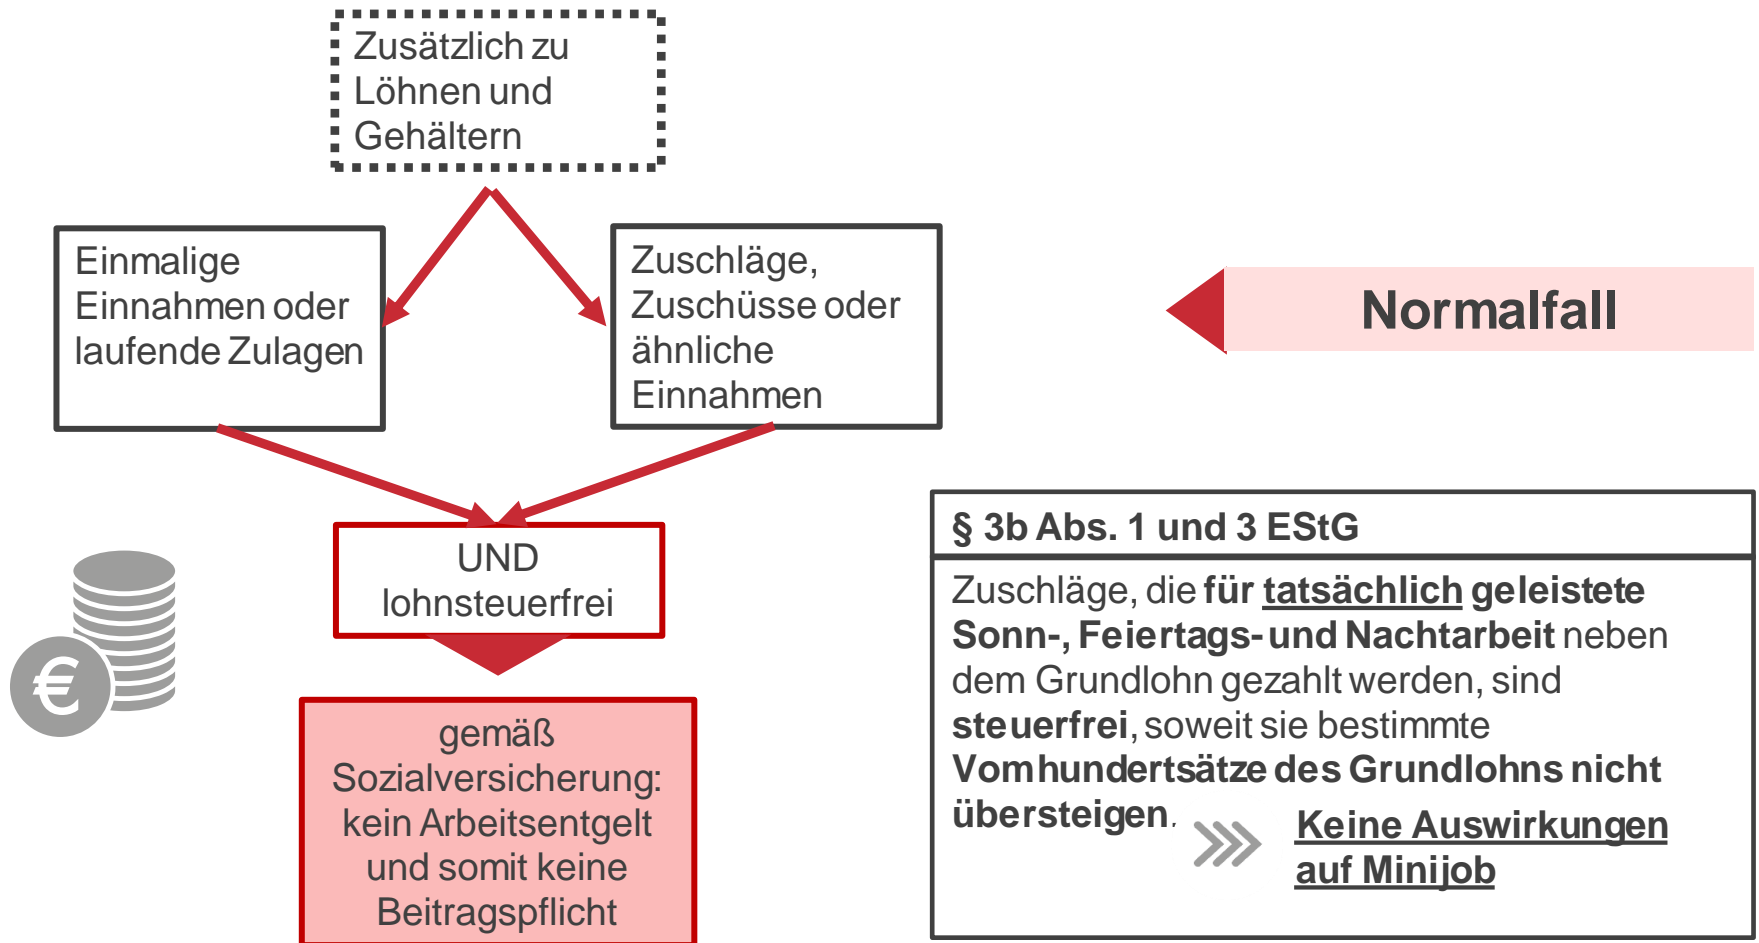 Zusätzlich zu
Löhnen und
Gehältern
Einmalige
Einnahmen oder
laufende Zulagen
Zuschläge,
Zuschüsse oder
ähnliche
Einnahmen
Normalfall
UND
lohnsteuerfrei
€
gemäß
Sozialversicherung:
kein Arbeitsentgelt
und somit keine
Beitragspflicht
§ 3b Abs. 1 und 3 EStG
Zuschläge, die für tatsächlich geleistete
Sonn-, Feiertags- und Nachtarbeit neben
dem Grundlohn gezahlt werden, sind
steuerfrei, soweit sie bestimmte
Vomhundertsätze des Grundlohns nicht
übersteigen.
Keine Auswirkungen
auf Minijob